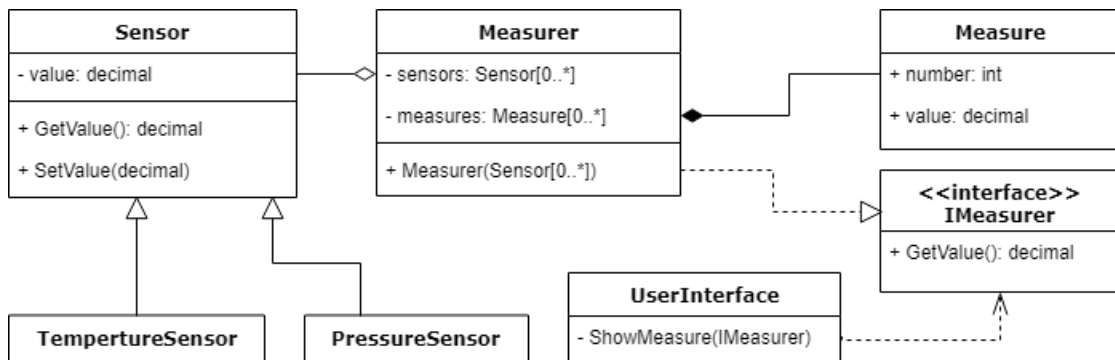 Sensor
- value: decimal
+ GetValue(): decimal
+ SetValue(decimal)
Measurer
- sensors: Sensor[0..*]
- measures: Measure[0..*]
+ Measurer(Sensor[0..*])
Measure
+ number: int
+ value: decimal
<<interface>>
IMeasurer
+ GetValue(): decimal
UserInterface
- ShowMeasure(IMeasurer)
TempertureSensor
PressureSensor